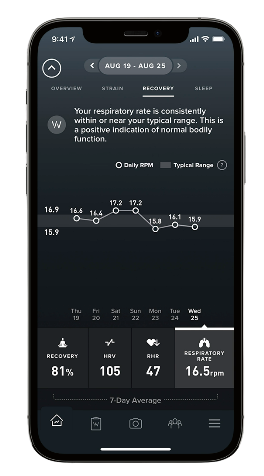 9:41
AUG 19 - AUG 25
OVERVIEW STRAIN RECOVERY SLEEP
W
Your respiratory rate is consistently
within or near your typical range. This is
a positive indication of normal bodily
function.
Daily RPM Typical Range ?
16.9 16.6 16.4 17.2 17.2 15.8 16.1 15.9
15.9
Thu Fri Sat Sun Mon Tue Wed
19 20 21 22 23 24 25
RECOVERY HRV RHR RESPIRATORY
RATE
81% 105 47 16.5rpm
7-Day Average
W